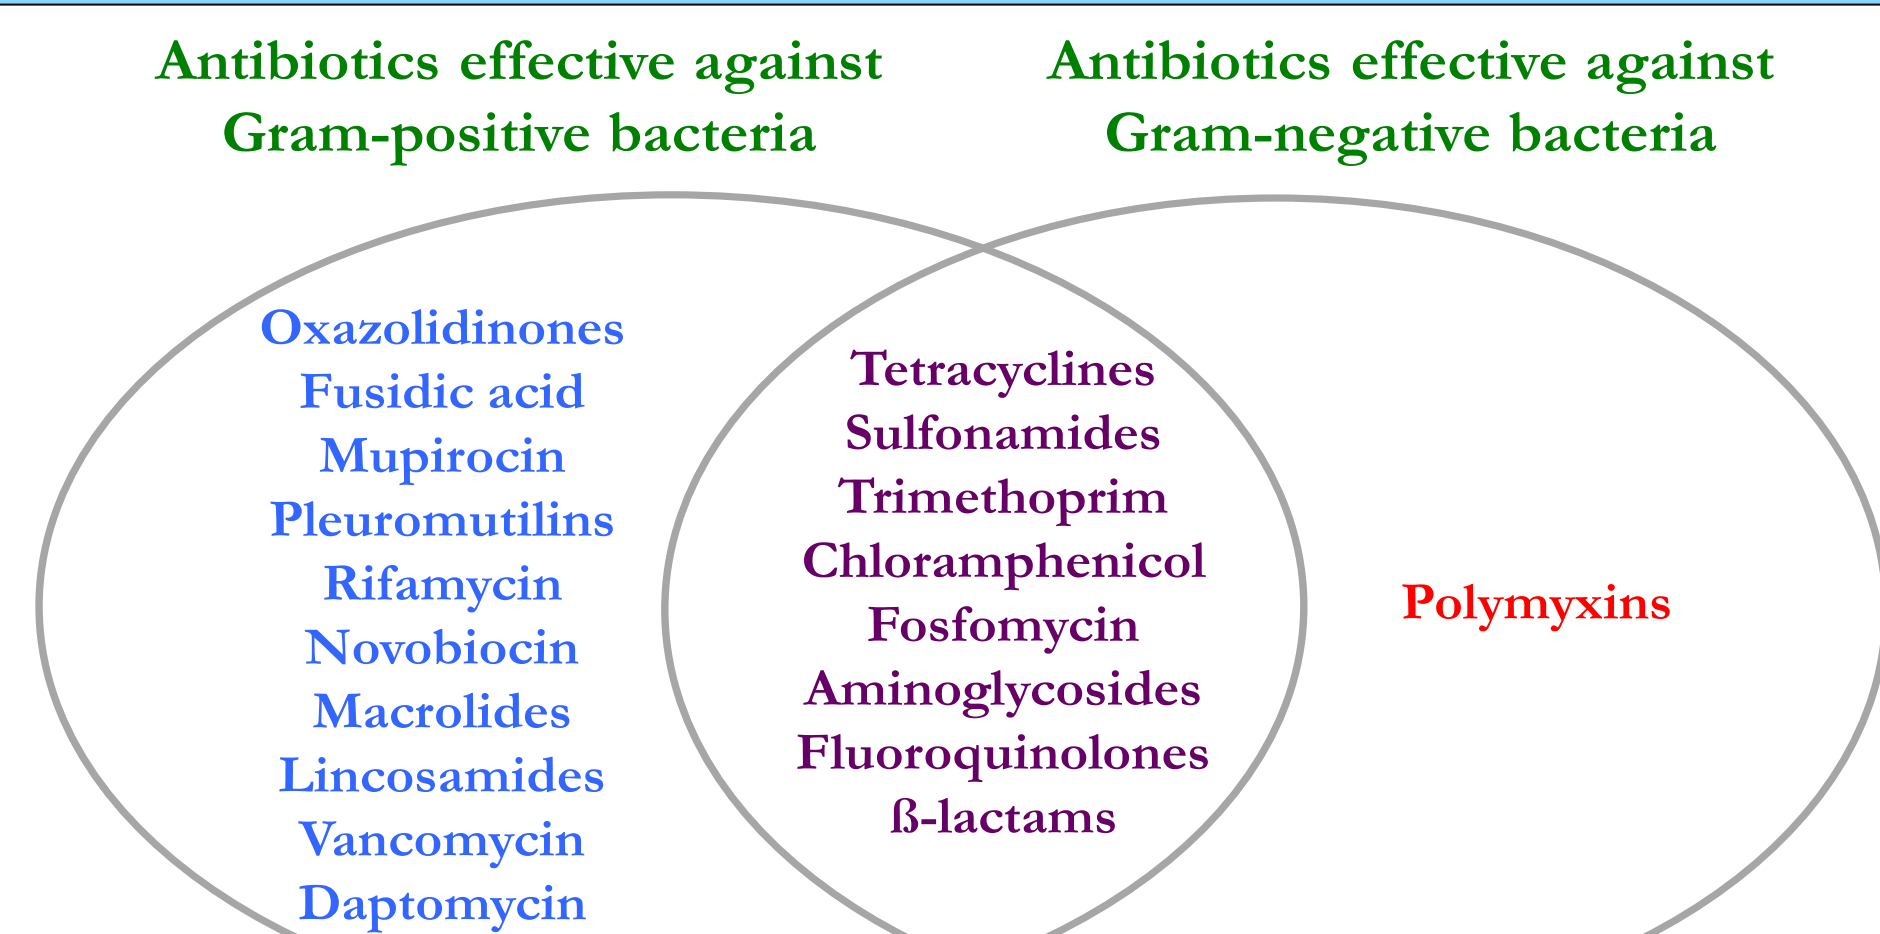 Antibiotics effective against
Gram-positive bacteria
Antibiotics effective against
Gram-negative bacteria
Oxazolidinones
Fusidic acid
Mupirocin
Pleuromutilins
Rifamycin
Novobiocin
Macrolides
Lincosamides
Vancomycin
Daptomycin
Tetracyclines
Sulfonamides
Trimethoprim
Chloramphenicol
Fosfomycin
Aminoglycosides
Fluoroquinolones
ß-lactams
Polymyxins